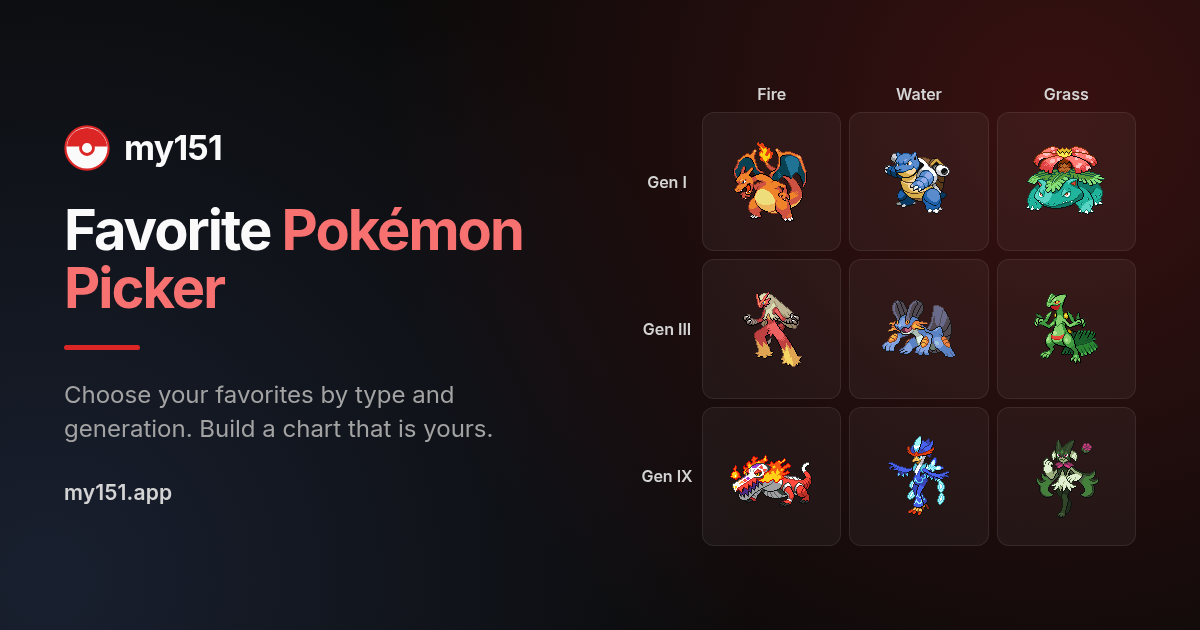 my151
Favorite Pokémon
Picker
Choose your favorites by type and
generation. Build a chart that is yours.
my151.app
Fire Water Grass
Gen I
Gen III
Gen IX